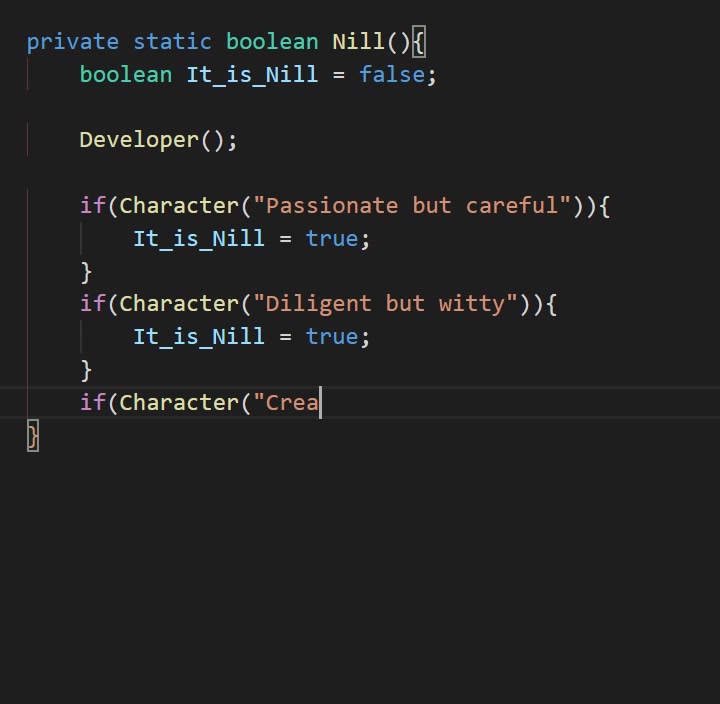 private static boolean Nill(){
    boolean It_is_Nill = false;
    Developer();
    if(Character("Passionate but careful")){
        It_is_Nill = true;
    }
    if(Character("Diligent but witty")){
        It_is_Nill = true;
    }
    if(Character("Crea
}